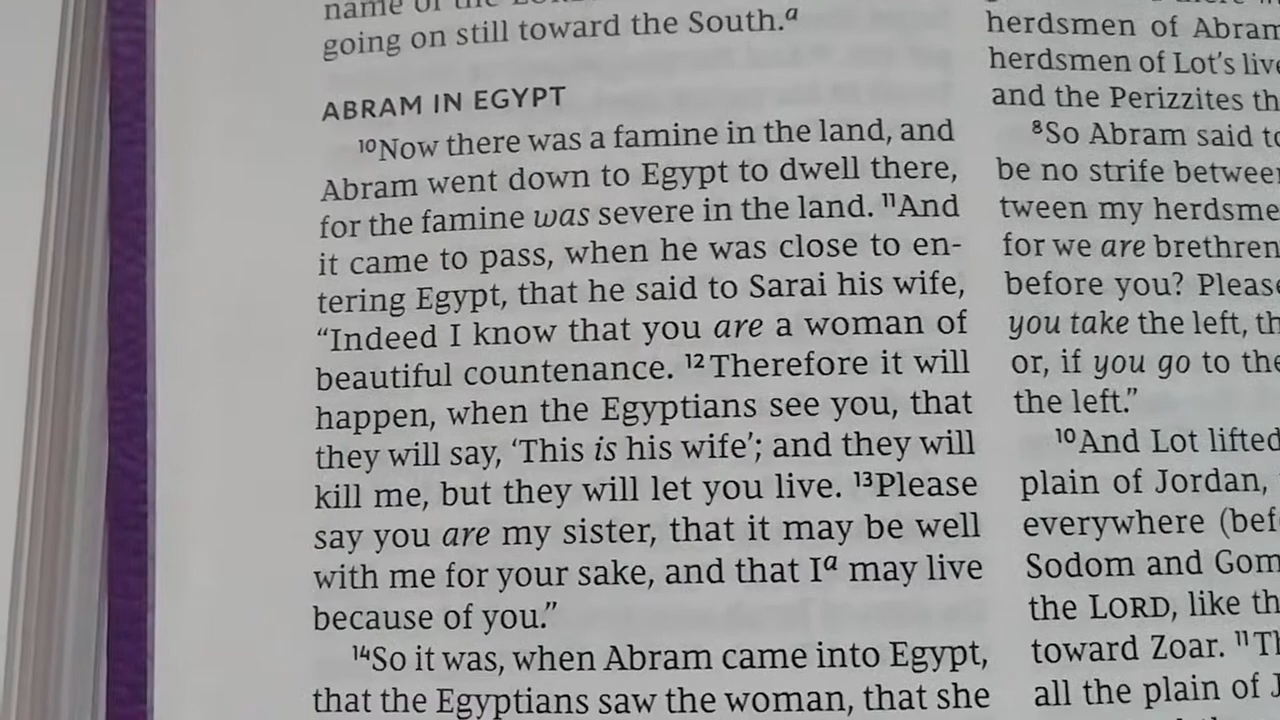 name of the
going on still toward the South.ᵃ
ABRAM IN EGYPT
¹⁰Now there was a famine in the land, and
Abram went down to Egypt to dwell there,
for the famine was severe in the land. ¹¹And
it came to pass, when he was close to en-
tering Egypt, that he said to Sarai his wife,
“Indeed I know that you are a woman of
beautiful countenance. ¹²Therefore it will
happen, when the Egyptians see you, that
they will say, ‘This is his wife’; and they will
kill me, but they will let you live. ¹³Please
say you are my sister, that it may be well
with me for your sake, and that Iᵃ may live
because of you.”
¹⁴So it was, when Abram came into Egypt,
that the Egyptians saw the woman, that she
herdsmen of Abram
herdsmen of Lot’s live
and the Perizzites th
⁸So Abram said to
be no strife between
tween my herdsme
for we are brethren
before you? Please
you take the left, th
or, if you go to the
the left.”
¹⁰And Lot lifted
plain of Jordan,
everywhere (bef
Sodom and Gom
the LORD, like th
toward Zoar. ¹¹Th
all the plain of J